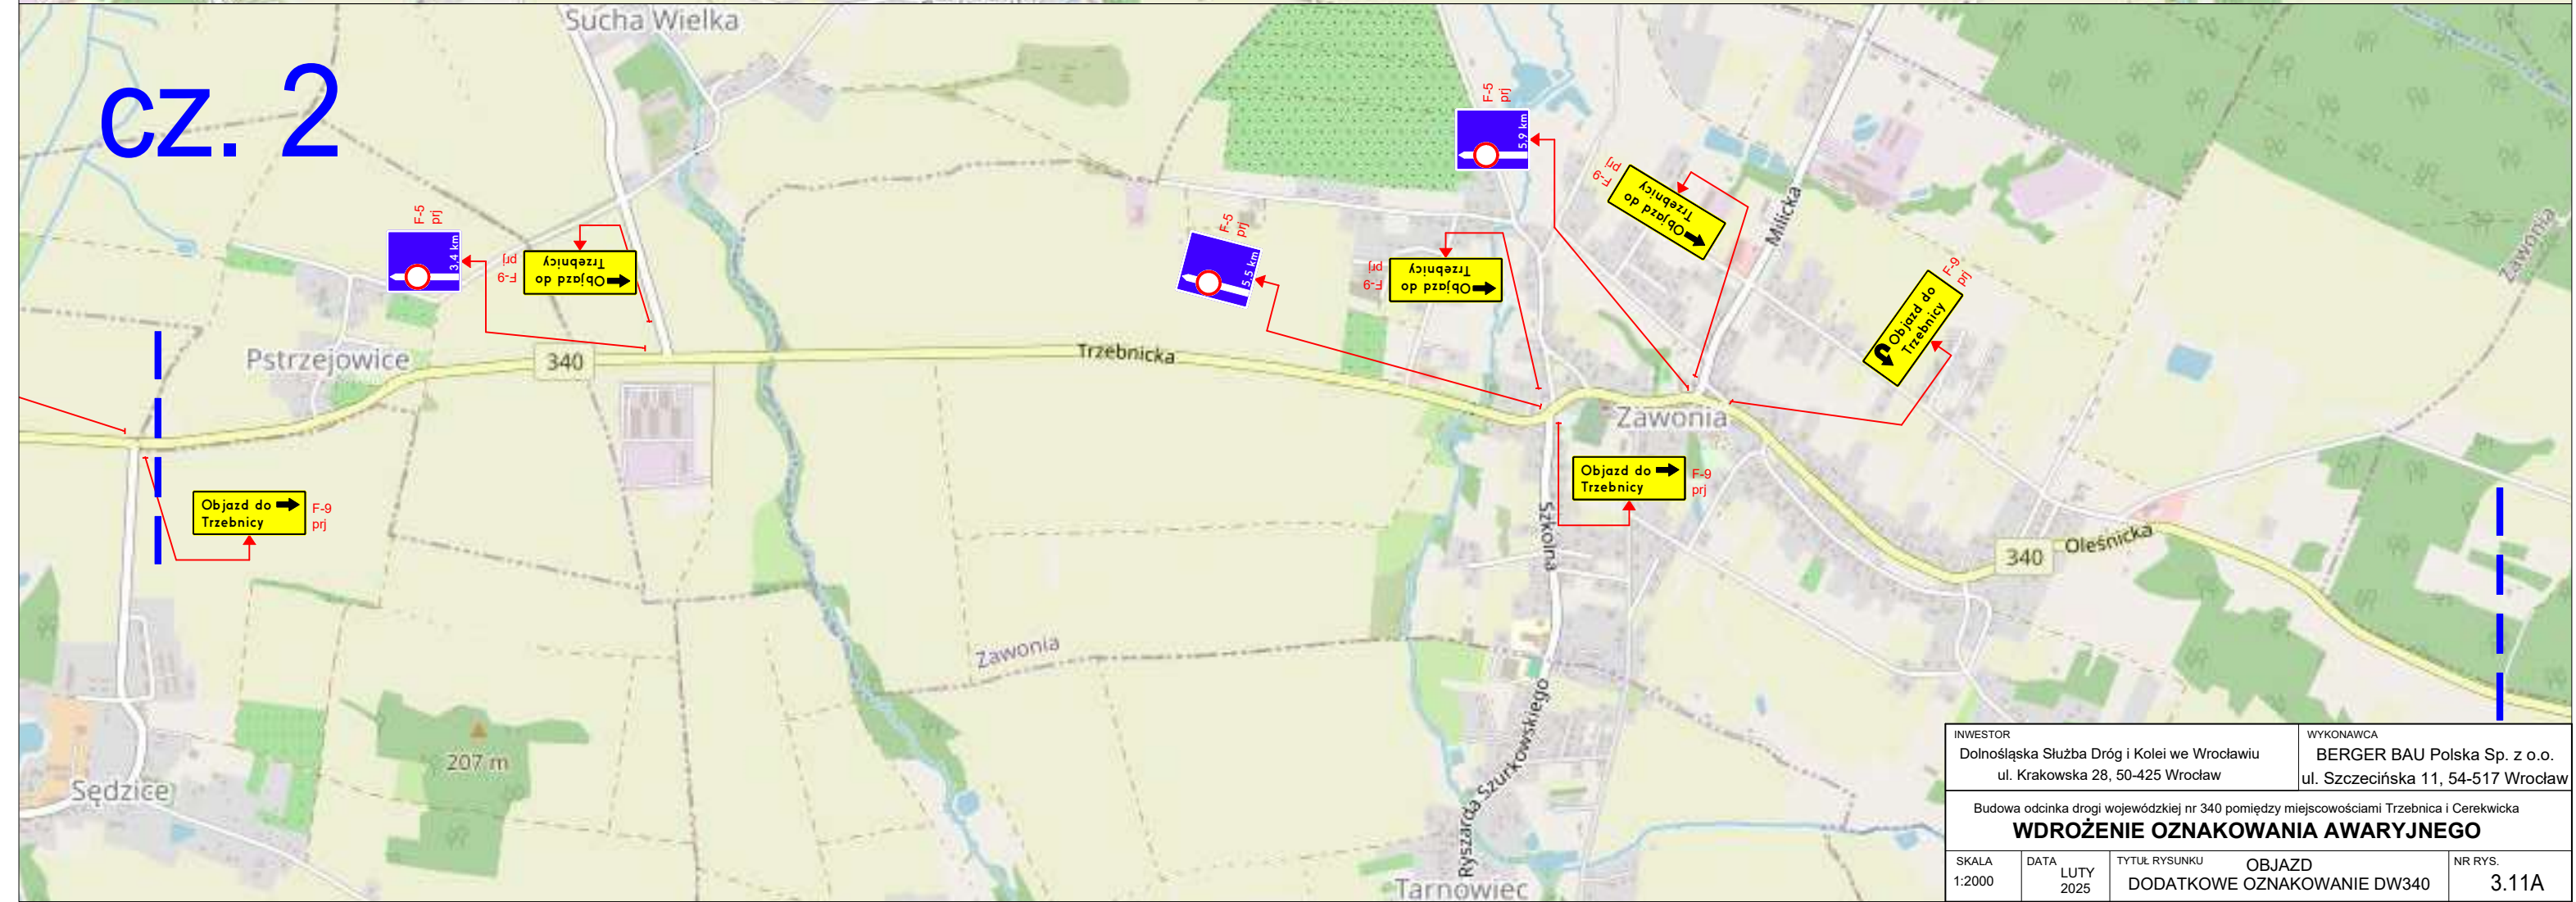 cz. 2
Sucha Wielka
F-5
prj
3.4 km
F-9
prj
Objazd do
Trzebnicy
Pstrzejowice
340
Objazd do
Trzebnicy
F-9
prj
Sędzice
207 m
Zawonia
Trzebnicka
F-5
prj
5.5 km
F-9
prj
Objazd do
Trzebnicy
F-5
prj
5.9 km
F-9
prj
Objazd do
Trzebnicy
Milicka
F-9
prj
Objazd do
Trzebnicy
Zawonia
Zawonia
Objazd do
Trzebnicy
F-9
prj
Szkolna
340
Oleśnicka
Ryszarda Szurkowskiego
Tarnowiec
INWESTOR
Dolnośląska Służba Dróg i Kolei we Wrocławiu
ul. Krakowska 28, 50-425 Wrocław
WYKONAWCA
BERGER BAU Polska Sp. z o.o.
ul. Szczecińska 11, 54-517 Wrocław
Budowa odcinka drogi wojewódzkiej nr 340 pomiędzy miejscowościami Trzebnica i Cerekwicka
WDROŻENIE OZNAKOWANIA AWARYJNEGO
SKALA
1:2000
DATA
LUTY
2025
TYTUŁ RYSUNKU
OBJAZD
DODATKOWE OZNAKOWANIE DW340
NR RYS.
3.11A